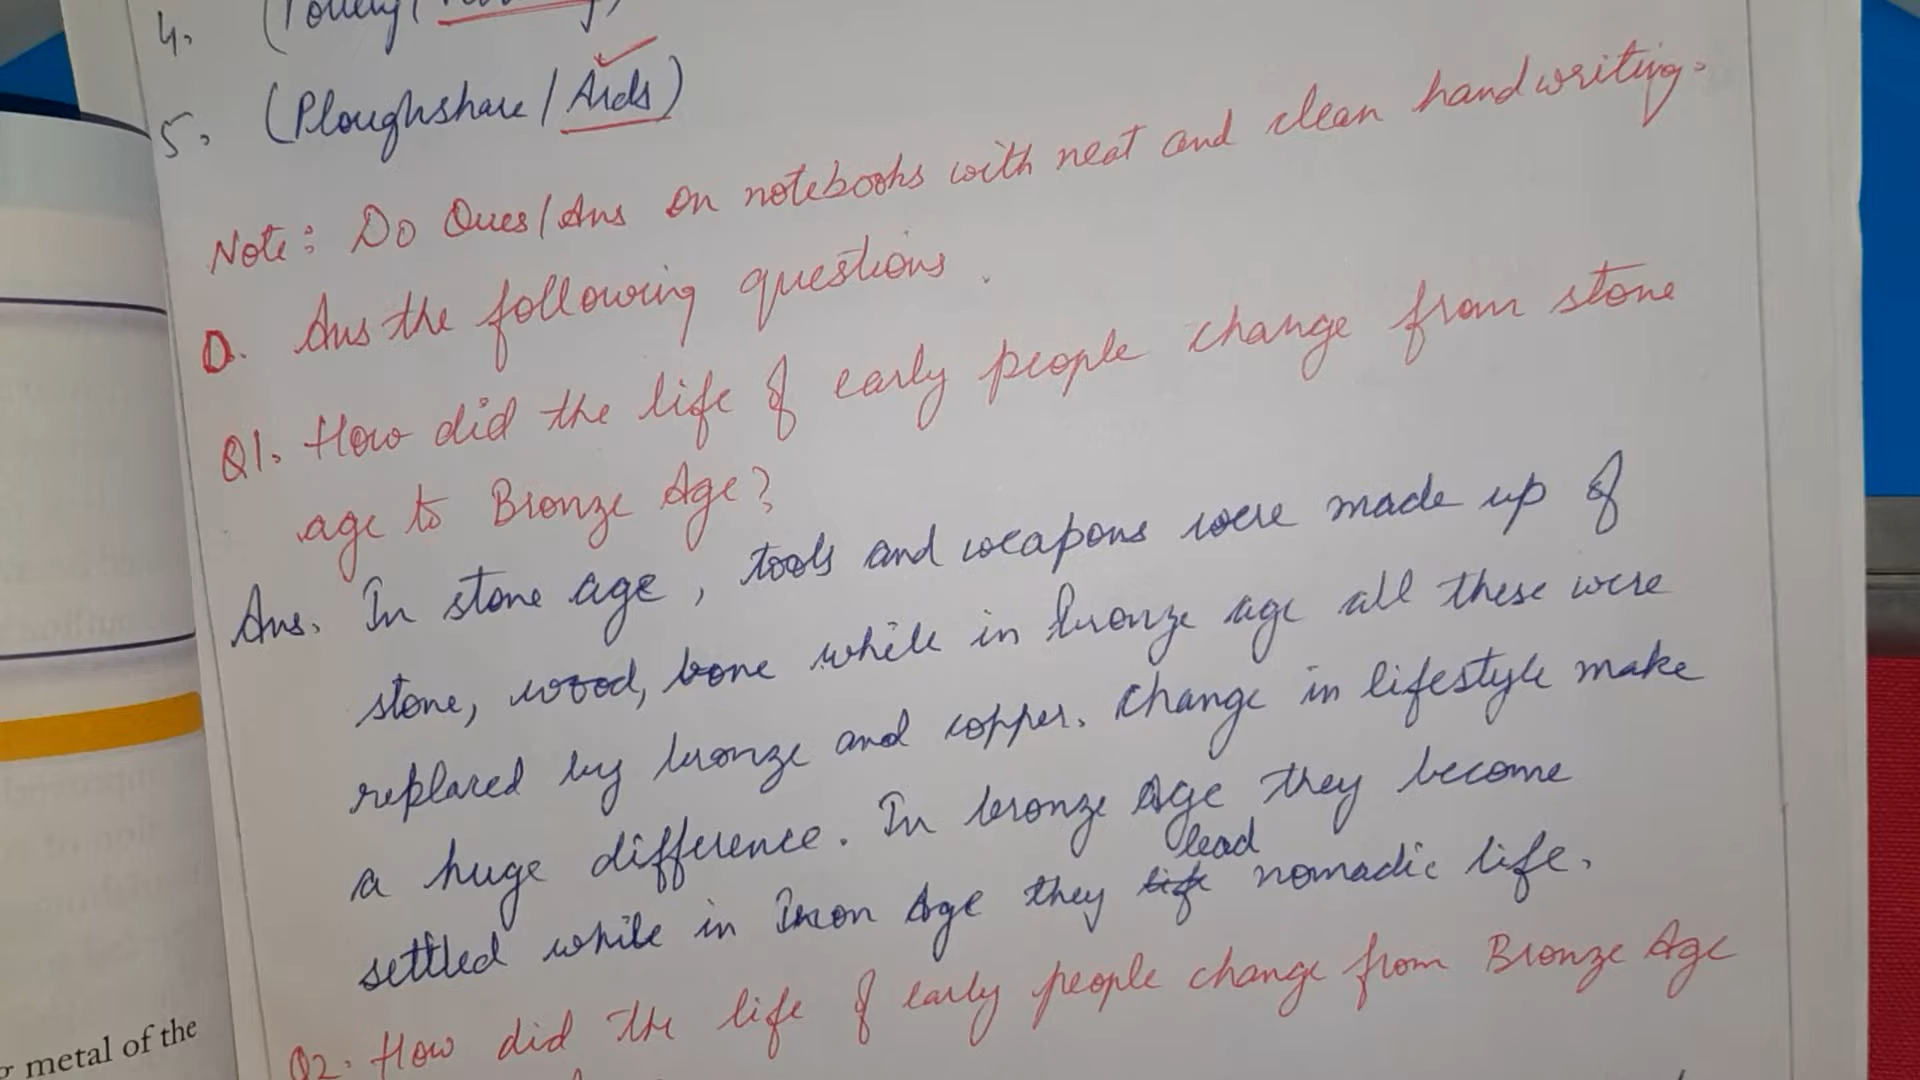 4.
5. (Ploughshare/Ards)
Note: Do Ques/Ans on notebooks with neat and clean handwriting.
D. Ans the following questions.
Q1. How did the life of early people change from stone
age to Bronze Age?
Ans. In stone age, tools and weapons were made up of
stone, wood, bone while in bronze age all these were
replaced by bronze and copper. Change in lifestyle make
a huge difference. In bronze Age they become
lead
settled while in Iron Age they life nomadic life.
Q2. How did the life of early people change from Bronze Age
metal of the